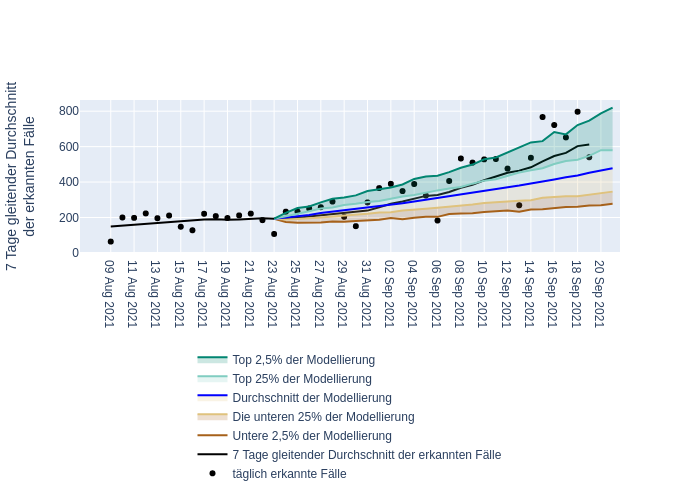 7 Tage gleitender Durchschnitt
der erkannten Fälle
800
600
400
200
0
09 Aug 2021
11 Aug 2021
13 Aug 2021
15 Aug 2021
17 Aug 2021
19 Aug 2021
21 Aug 2021
23 Aug 2021
25 Aug 2021
27 Aug 2021
29 Aug 2021
31 Aug 2021
02 Sep 2021
04 Sep 2021
06 Sep 2021
08 Sep 2021
10 Sep 2021
12 Sep 2021
14 Sep 2021
16 Sep 2021
18 Sep 2021
20 Sep 2021
Top 2,5% der Modellierung
Top 25% der Modellierung
Durchschnitt der Modellierung
Die unteren 25% der Modellierung
Untere 2,5% der Modellierung
7 Tage gleitender Durchschnitt der erkannten Fälle
täglich erkannte Fälle